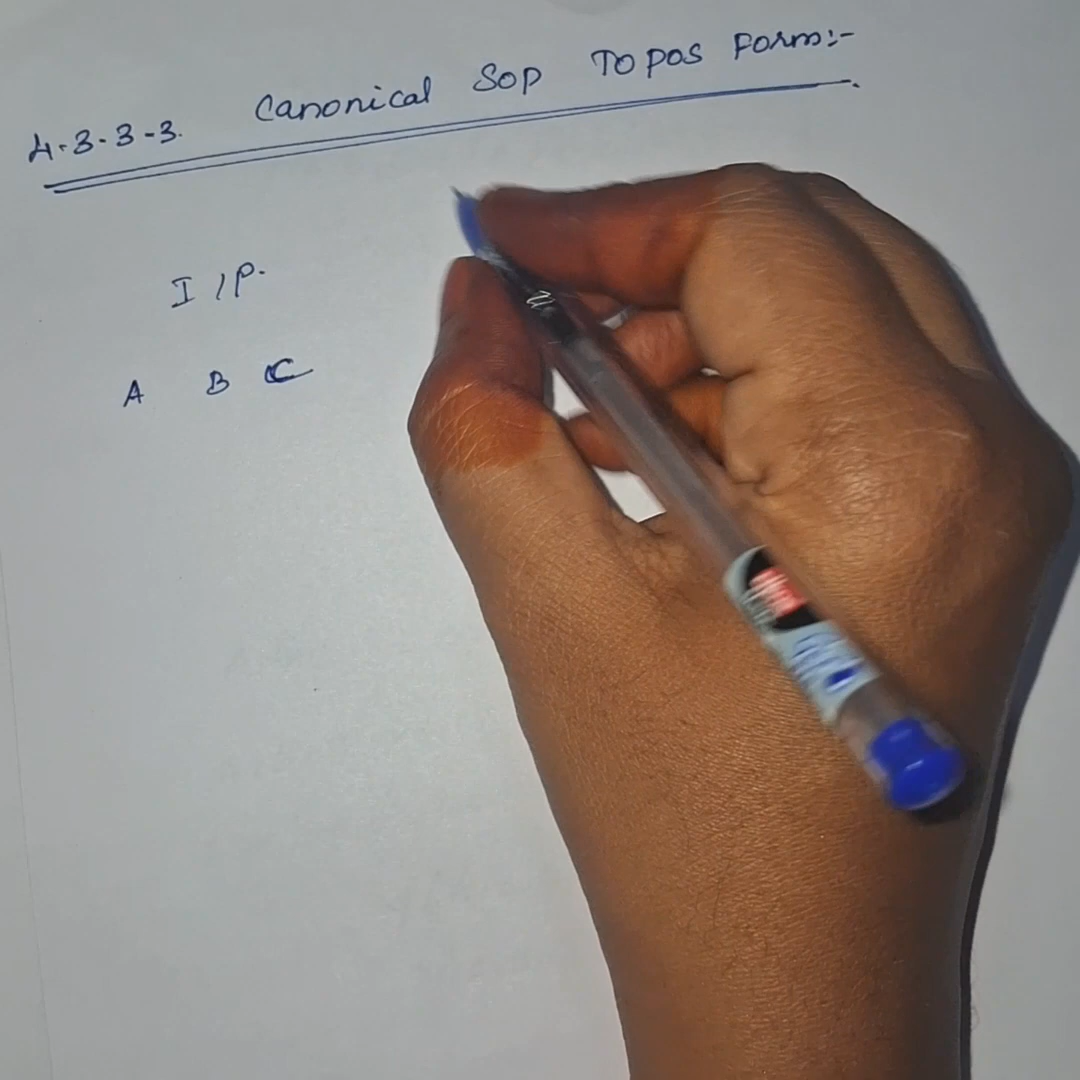 4.3.3-3. Canonical Sop To pos Form:-
I/P.
A B C